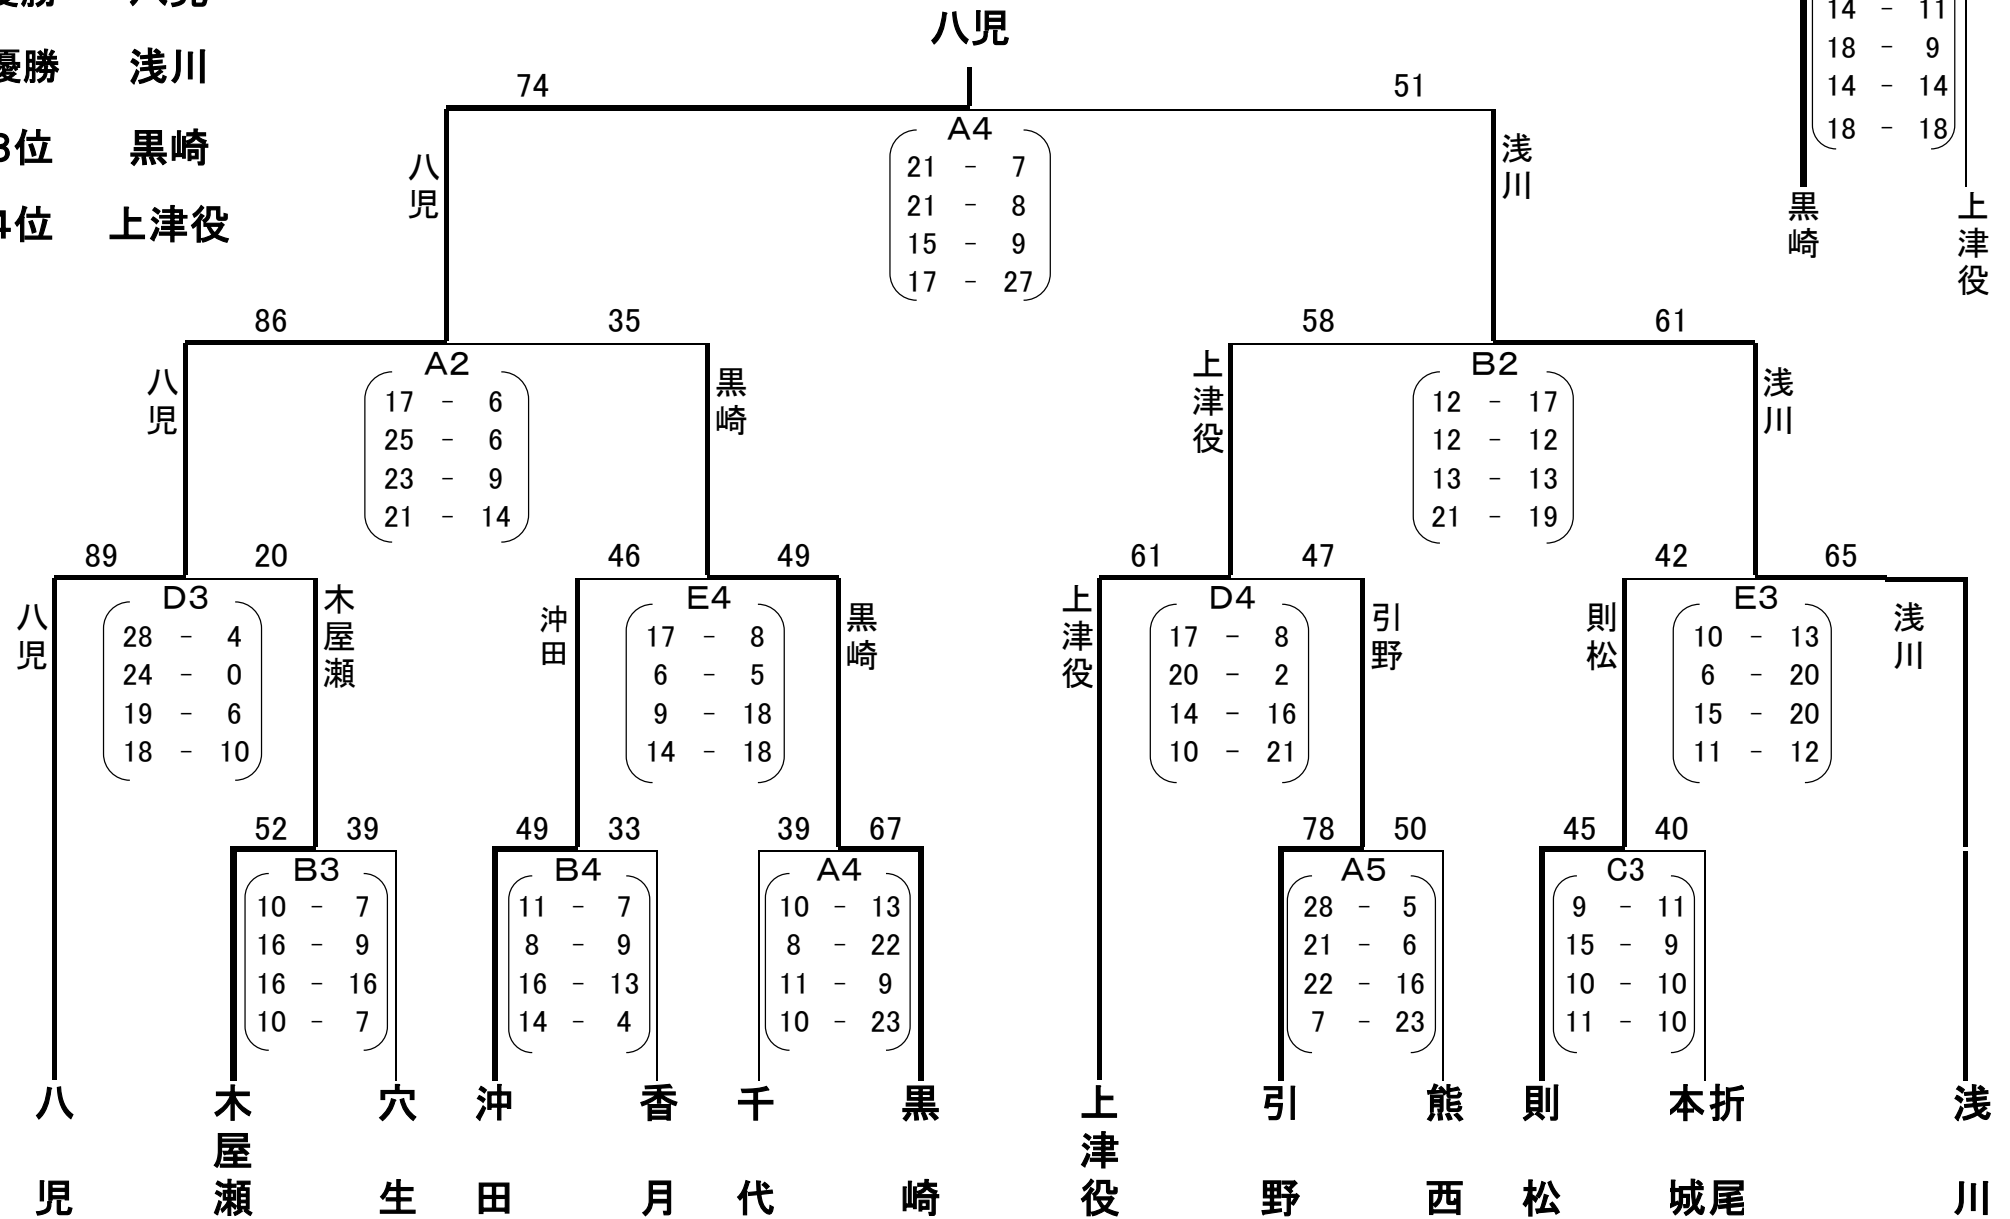 八児
優勝 浅川
3位 黒崎
4位 上津役
八児
74 51
A4
21 - 7
21 - 8
15 - 9
17 - 27
八児
浅川
14 - 11
18 - 9
14 - 14
18 - 18
黒崎
上津役
86 35
A2
17 - 6
25 - 6
23 - 9
21 - 14
八児
黒崎
58 61
B2
12 - 17
12 - 12
13 - 13
21 - 19
上津役
浅川
89 20
D3
28 - 4
24 - 0
19 - 6
18 - 10
八児
木屋瀬
46 49
E4
17 - 8
6 - 5
9 - 18
14 - 18
沖田
黒崎
61 47
D4
17 - 8
20 - 2
14 - 16
10 - 21
上津役
引野
42 65
E3
10 - 13
6 - 20
15 - 20
11 - 12
則松
浅川
52 39
B3
10 - 7
16 - 9
16 - 16
10 - 7
49 33
B4
11 - 7
8 - 9
16 - 13
14 - 4
39 67
A4
10 - 13
8 - 22
11 - 9
10 - 23
78 50
A5
28 - 5
21 - 6
22 - 16
7 - 23
45 40
C3
9 - 11
15 - 9
10 - 10
11 - 10
八児
木屋瀬
穴生
沖田
香月
千代
黒崎
上津役
引野
熊西
則松
折尾
本城
浅川